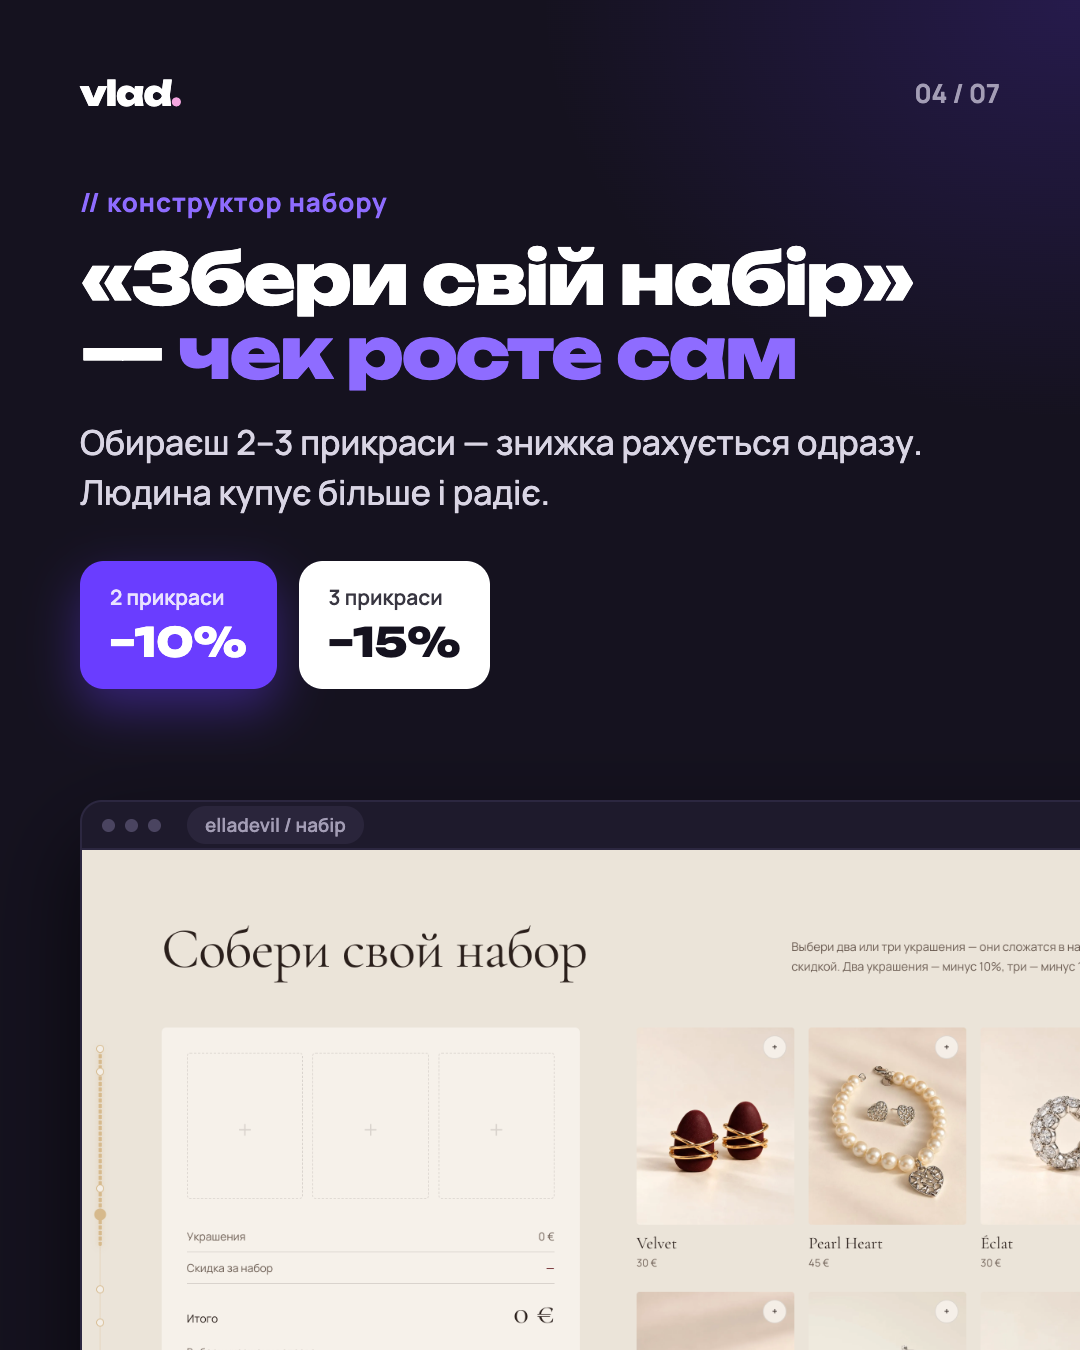 vlad.
04 / 07
// конструктор набору
«Збери свій набір»
— чек росте сам
Обираєш 2–3 прикраси — знижка рахується одразу.
Людина купує більше і радіє.
2 прикраси
–10%
3 прикраси
–15%
elladevil / набір
Собери свой набор
Выбери два или три украшения — они сложатся в на
скидкой. Два украшения — минус 10%, три — минус
Украшения
0 €
Скидка за набор
—
Итого
0 €
Velvet
30 €
Pearl Heart
45 €
Éclat
30 €